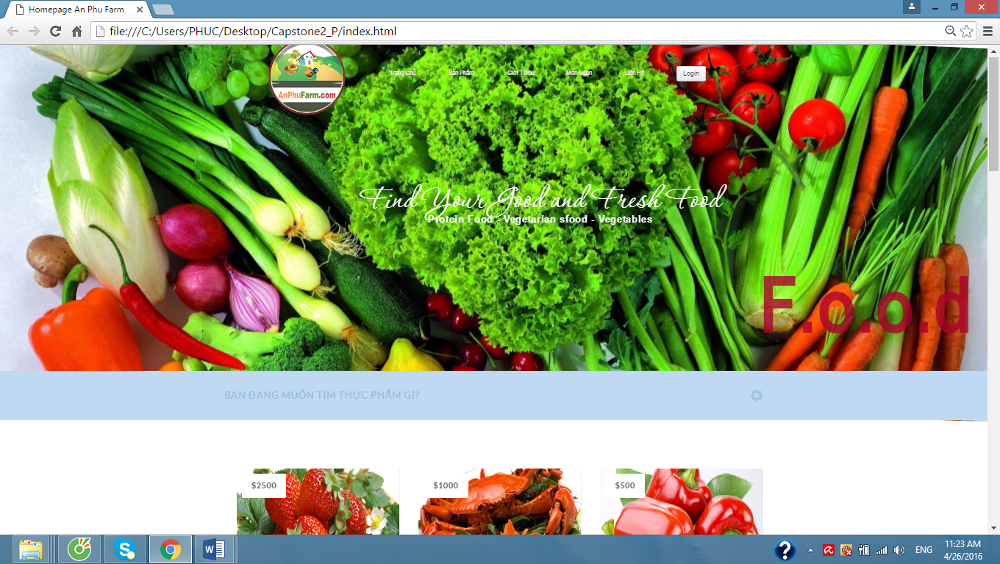 Homepage An Phu Farm
file:///C:/Users/PHUC/Desktop/Capstone2_P/index.html
AnPhuFarm.com
Trang Chủ Sản Phẩm Giới Thiệu Món Ngon Liên Hệ Login
Find Your Good and Fresh Food
Protein Food - Vegetarian sfood - Vegetables
F.o.o.d
BẠN ĐANG MUỐN TÌM THỰC PHẨM GÌ?
$2500 $1000 $500
ENG
11:23 AM
4/26/2016